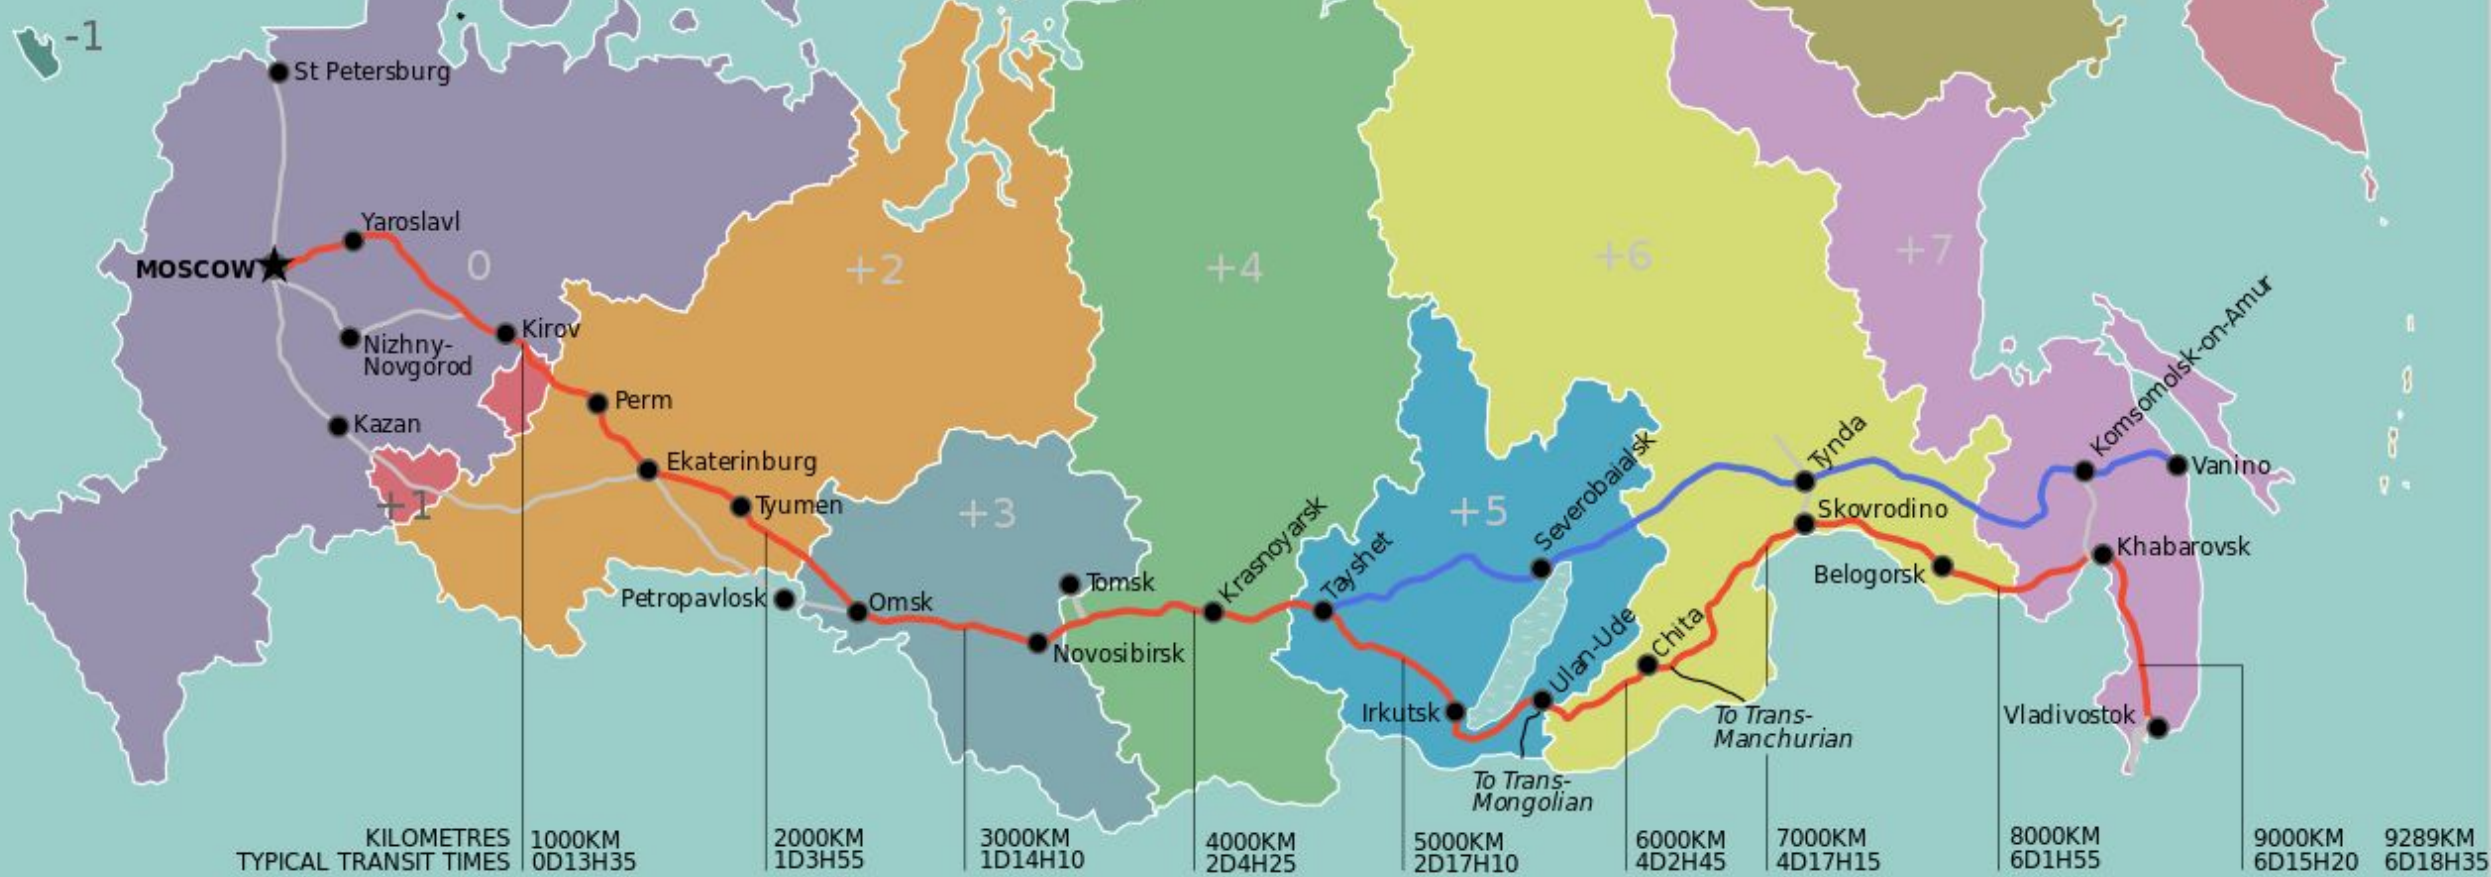 -1
St Petersburg
Yaroslavl
MOSCOW
0
+2
+4
+6
+7
Kirov
Nizhny-
Novgorod
Perm
Kazan
Ekaterinburg
+1
Tyumen
+3
+5
Severobaialsk
Tynda
Komsomolsk-on-Amur
Vanino
Skovrodino
Khabarovsk
Petropavlosk
Omsk
Tomsk
Krasnoyarsk
Tayshet
Belogorsk
Novosibirsk
Ulan-Ude
Chita
Irkutsk
Vladivostok
To Trans-
Manchurian
To Trans-
Mongolian
KILOMETRES
TYPICAL TRANSIT TIMES
1000KM
0D13H35
2000KM
1D3H55
3000KM
1D14H10
4000KM
2D4H25
5000KM
2D17H10
6000KM
4D2H45
7000KM
4D17H15
8000KM
6D1H55
9000KM
6D15H20
9289KM
6D18H35